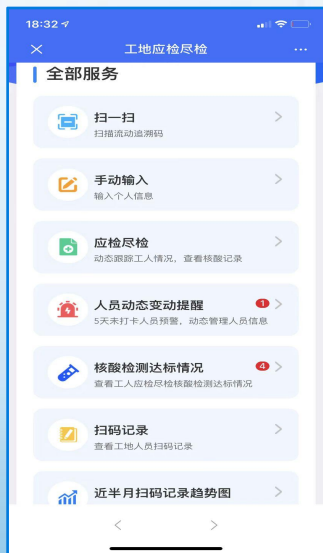 18:32
工地应检尽检
全部服务
扫一扫
扫描流动追溯码
手动输入
输入个人信息
应检尽检
动态跟踪工人情况，查看核酸记录
人员动态变动提醒 1
5天未打卡人员预警，动态管理人员信息
核酸检测达标情况 4
查看工人应检尽检核酸检测达标情况
扫码记录
查看工地人员扫码记录
近半月扫码记录趋势图